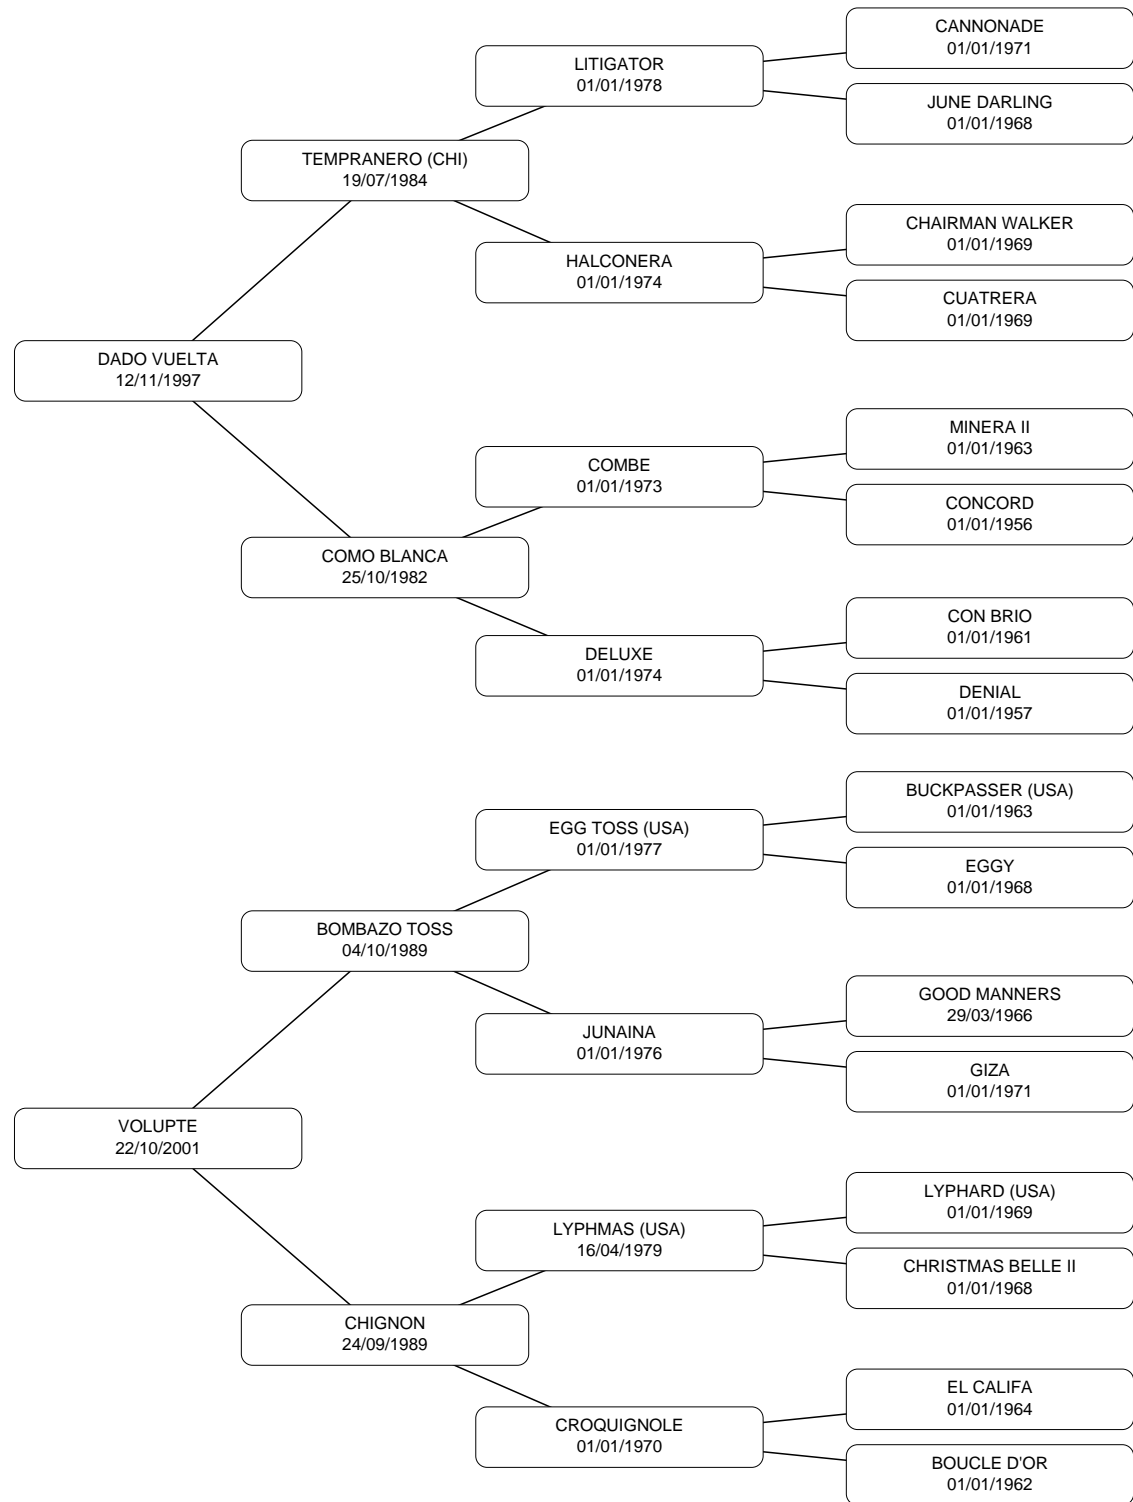 CANNONADE
01/01/1971
LITIGATOR
01/01/1978
JUNE DARLING
01/01/1968
TEMPRANERO (CHI)
19/07/1984
CHAIRMAN WALKER
01/01/1969
HALCONERA
01/01/1974
CUATRERA
01/01/1969
DADO VUELTA
12/11/1997
MINERA II
01/01/1963
COMBE
01/01/1973
CONCORD
01/01/1956
COMO BLANCA
25/10/1982
CON BRIO
01/01/1961
DELUXE
01/01/1974
DENIAL
01/01/1957
BUCKPASSER (USA)
01/01/1963
EGG TOSS (USA)
01/01/1977
EGGY
01/01/1968
BOMBAZO TOSS
04/10/1989
GOOD MANNERS
29/03/1966
JUNAINA
01/01/1976
GIZA
01/01/1971
VOLUPTE
22/10/2001
LYPHARD (USA)
01/01/1969
LYPHMAS (USA)
16/04/1979
CHRISTMAS BELLE II
01/01/1968
CHIGNON
24/09/1989
EL CALIFA
01/01/1964
CROQUIGNOLE
01/01/1970
BOUCLE D'OR
01/01/1962